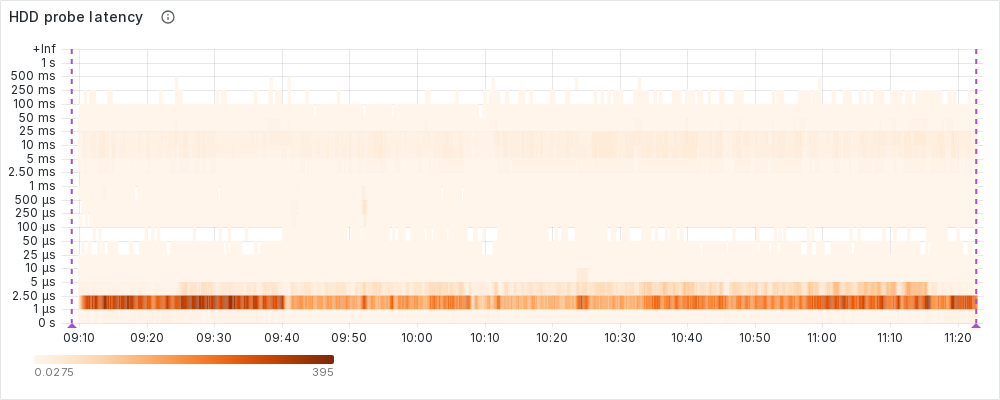 HDD probe latency
+Inf
1 s
500 ms
250 ms
100 ms
50 ms
25 ms
10 ms
5 ms
2.50 ms
1 ms
500 µs
250 µs
100 µs
50 µs
25 µs
10 µs
5 µs
2.50 µs
1 µs
0 s
09:10 09:20 09:30 09:40 09:50 10:00 10:10 10:20 10:30 10:40 10:50 11:00 11:10 11:20
0.0275 395